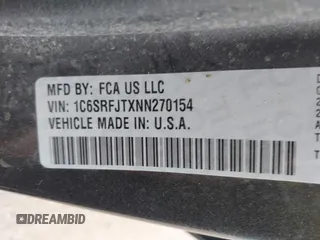 MFD BY: FCA US LLC
VIN: 1C6SRFJTXNN270154
VEHICLE MADE IN: U.S.A.
DREAMBID